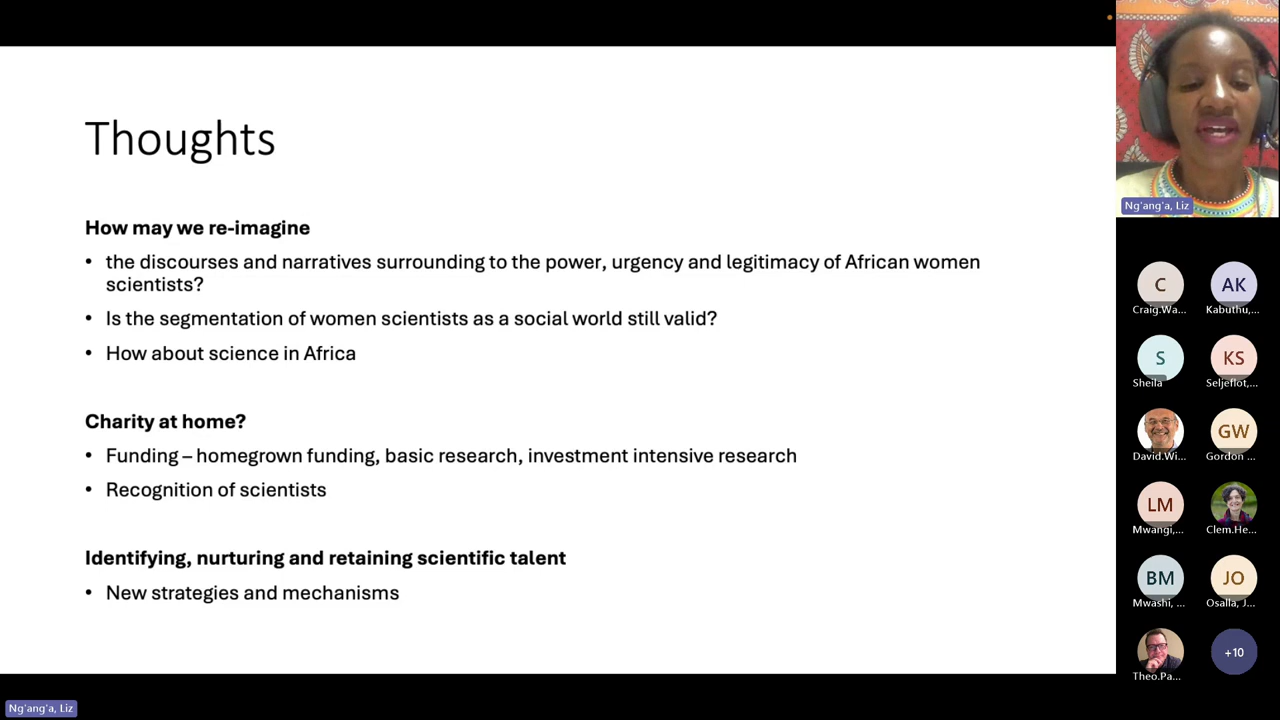 Thoughts
How may we re-imagine
• the discourses and narratives surrounding to the power, urgency and legitimacy of African women
scientists?
• Is the segmentation of women scientists as a social world still valid?
• How about science in Africa
Charity at home?
• Funding – homegrown funding, basic research, investment intensive research
• Recognition of scientists
Identifying, nurturing and retaining scientific talent
• New strategies and mechanisms
Ng'ang'a, Liz
C
Craig.Wa...
AK
Kabuthu,...
S
Sheila
KS
Seljeflot,...
David.Wi...
GW
Gordon ...
LM
Mwangi,...
Clem.He...
BM
Mwashi, ...
JO
Osalla, J...
Theo.Pa...
+10
Ng'ang'a, Liz